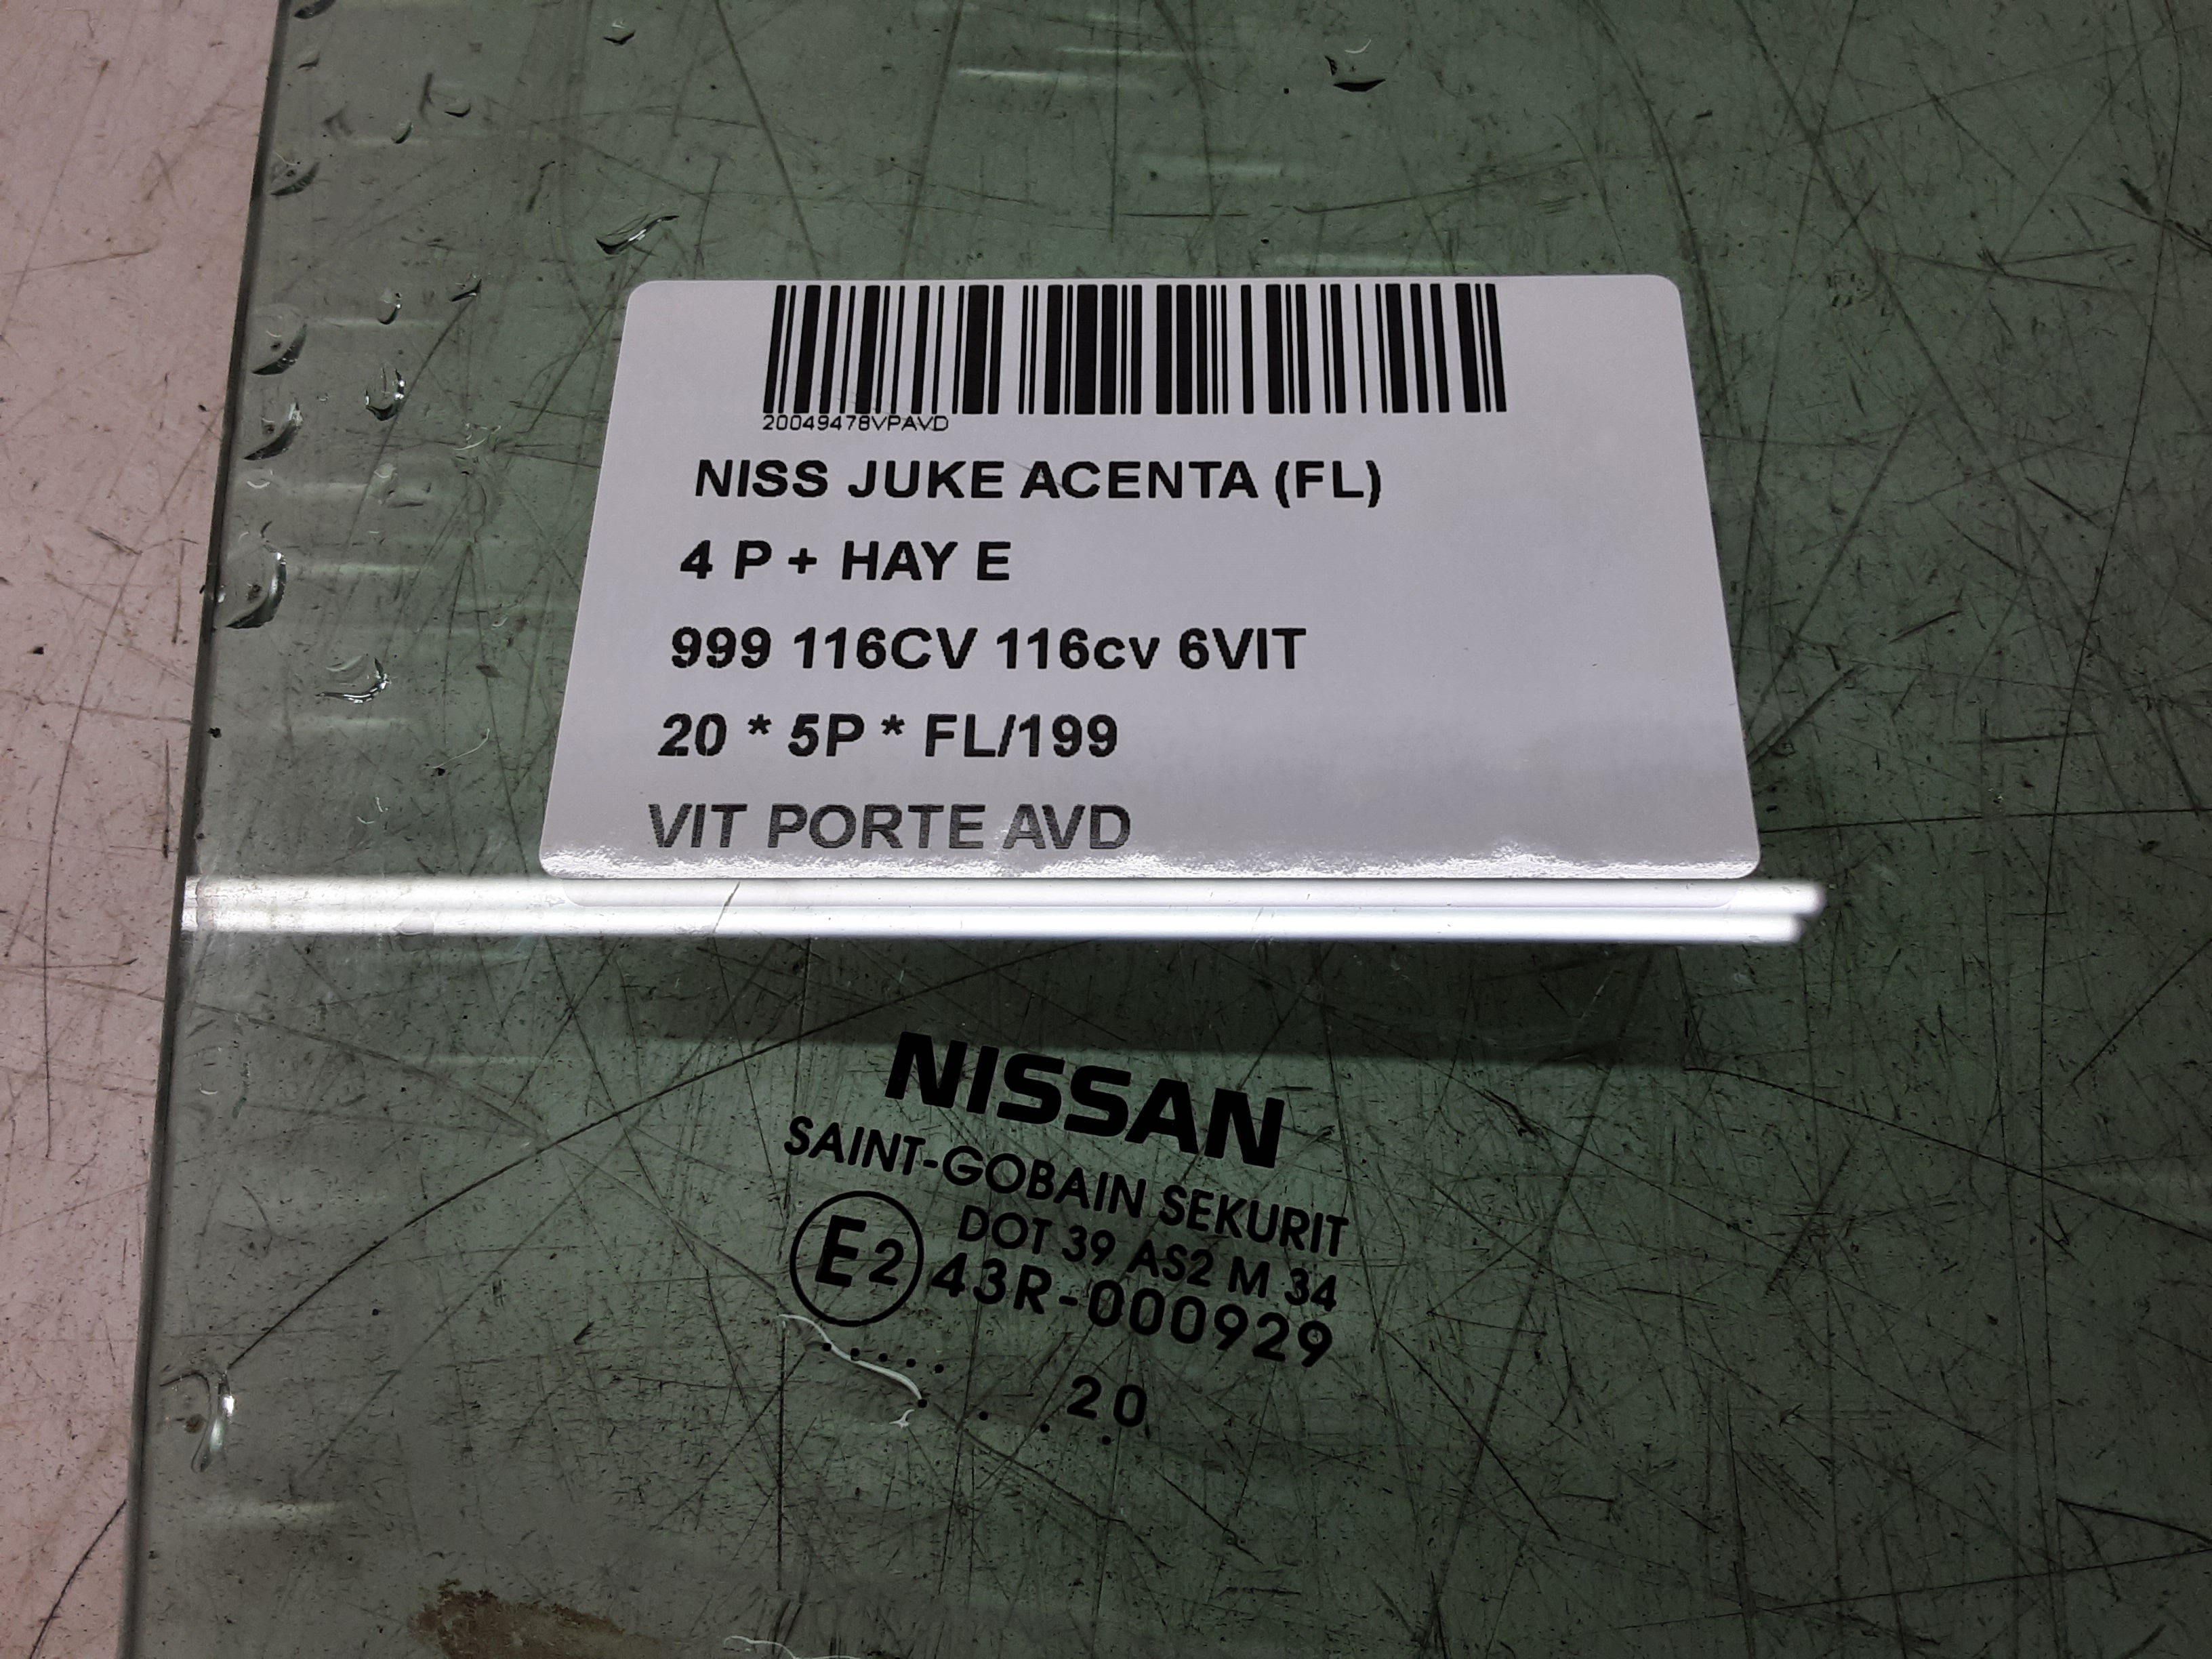 20049478VPAVD
NISS JUKE ACENTA (FL)
4 P + HAY E
999 116CV 116cv 6VIT
20 * 5P * FL/199
VIT PORTE AVD
NISSAN
SAINT-GOBAIN SEKURIT
DOT 39 AS2 M 34
E2 43R-000929
..... 
. . . 20 .